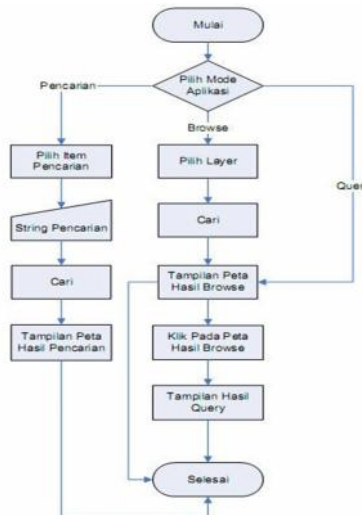 Mulai
Pilih Mode
Aplikasi
Pencarian
Browse
Query
Pilih Item
Pencarian
String Pencarian
Cari
Tampilan Peta
Hasil Pencarian
Pilih Layer
Cari
Tampilan Peta
Hasil Browse
Klik Pada Peta
Hasil Browse
Tampilan Hasil
Query
Selesai